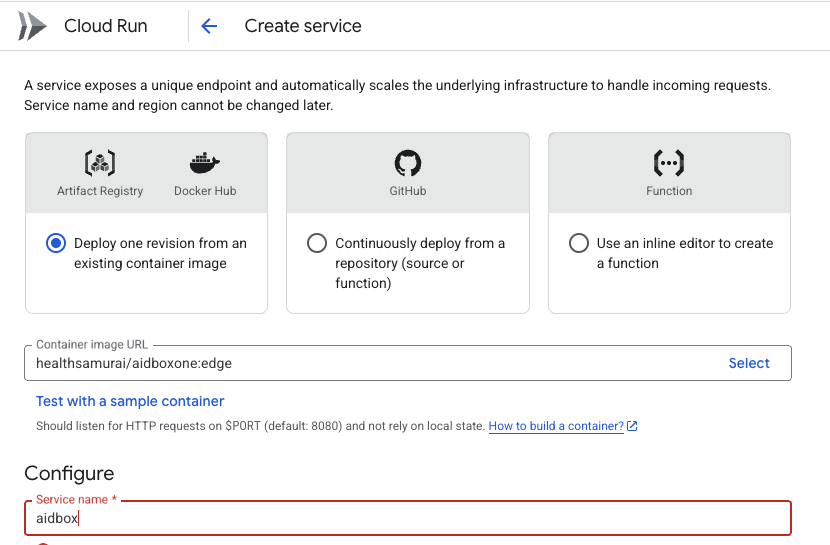 Cloud Run
Create service
A service exposes a unique endpoint and automatically scales the underlying infrastructure to handle incoming requests.
Service name and region cannot be changed later.
Artifact Registry
Docker Hub
Deploy one revision from an
existing container image
GitHub
Continuously deploy from a
repository (source or
function)
Function
Use an inline editor to create
a function
Container image URL
healthsamurai/aidboxone:edge
Select
Test with a sample container
Should listen for HTTP requests on $PORT (default: 8080) and not rely on local state. How to build a container?
Configure
Service name *
aidbox